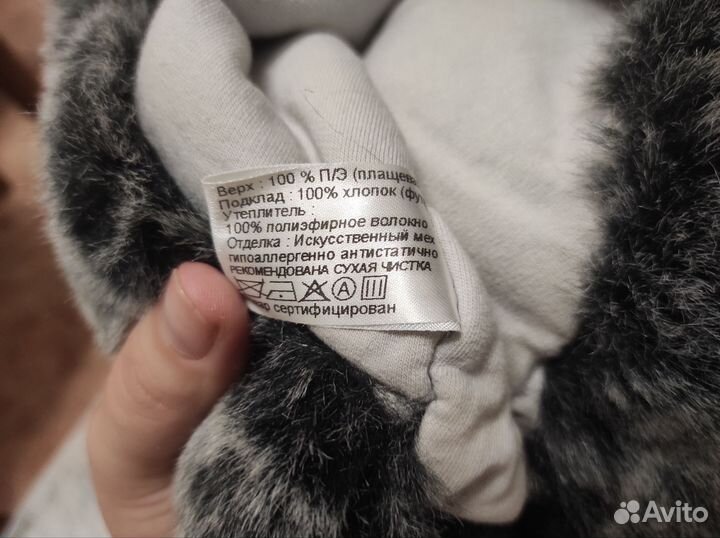 Верх : 100 % П/Э (плащева
Подклад : 100% хлопок (фу
Утеплитель :
100% полиэфирное волокно
Отделка : Искусственный мех
гипоаллергенно антистатично
РЕКОМЕНДОВАНА СУХАЯ ЧИСТКА
A
вар сертифицирован
Avito